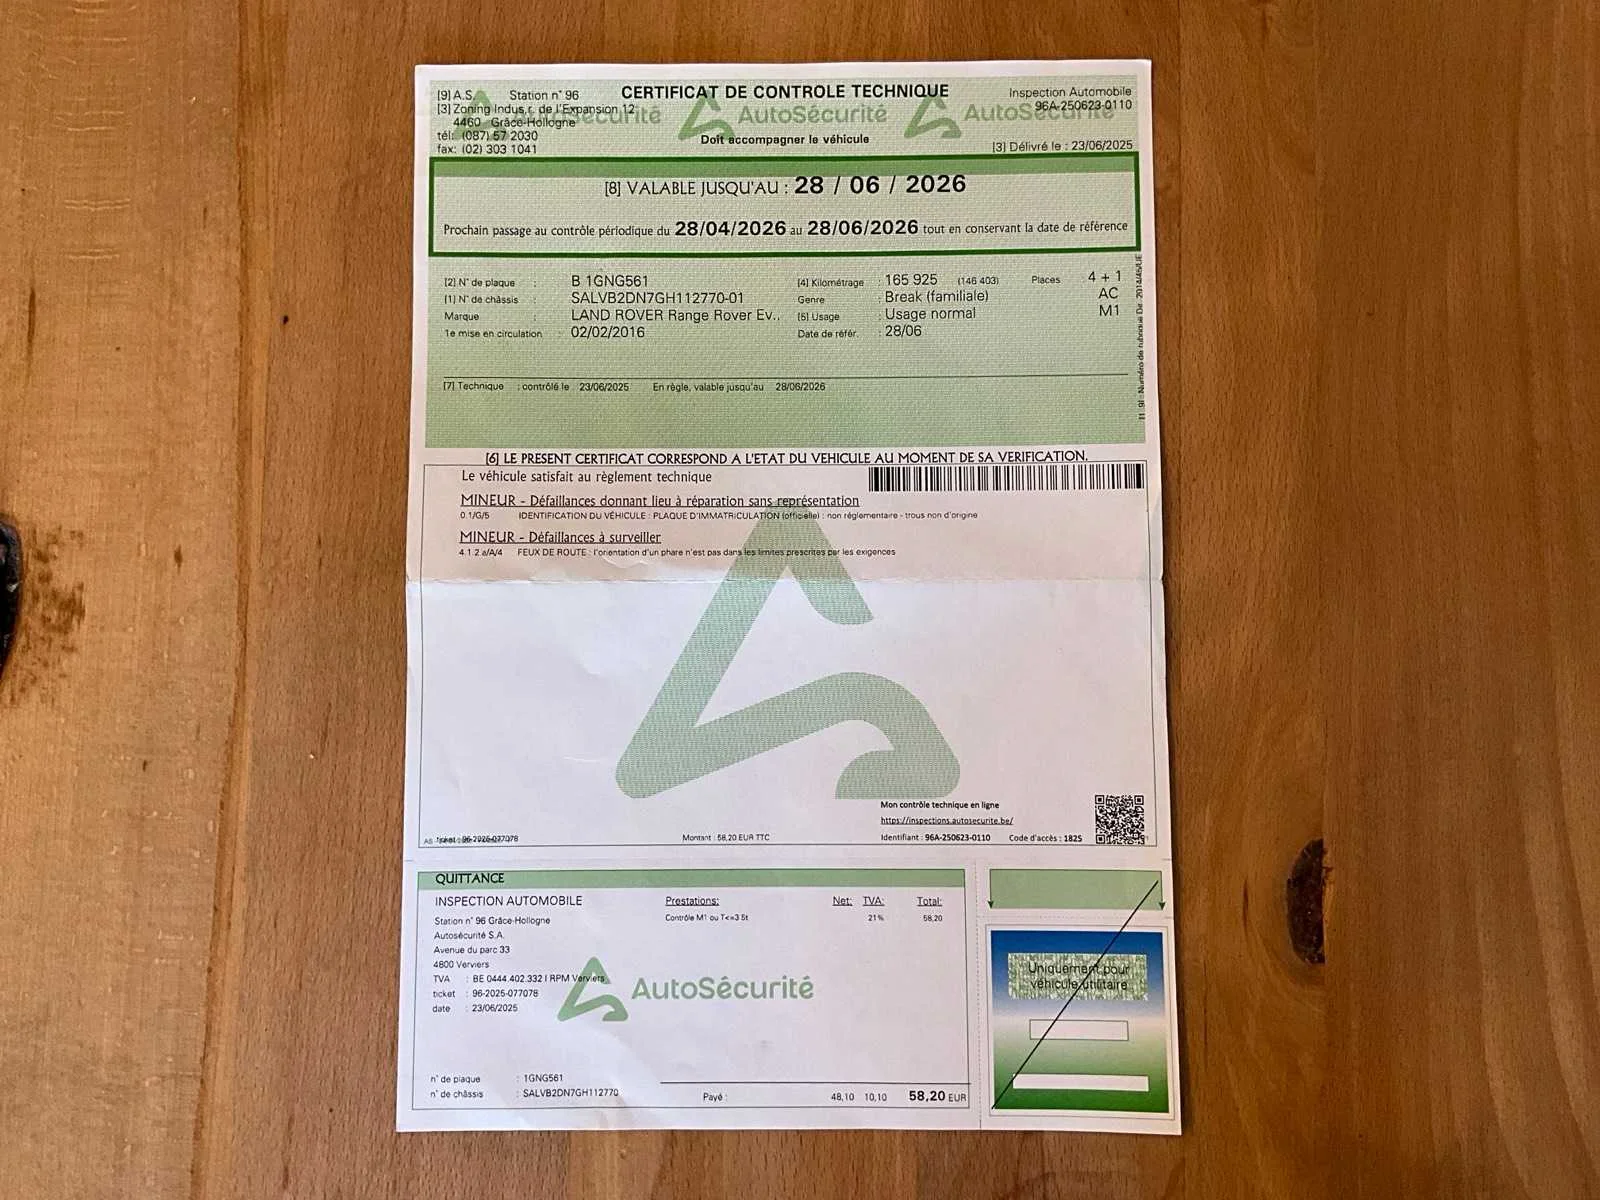 [9] A.S. Station n° 96
[3] Zoning Indus,r. de l'Expansion 12
4460 Grâce-Hollogne
tél: (087) 57 2030
fax: (02) 303 1041
CERTIFICAT DE CONTROLE TECHNIQUE
AutoSécurité
AutoSécurité
AutoSécurité
Doit accompagner le véhicule
Inspection Automobile
96A-250623-0110
[3] Délivré le : 23/06/2025
[8] VALABLE JUSQU'AU : 28 / 06 / 2026
Prochain passage au contrôle périodique du 28/04/2026 au 28/06/2026 tout en conservant la date de référence
[2] N° de plaque : B 1GNG561
[1] N° de châssis : SALVB2DN7GH112770-01
Marque : LAND ROVER Range Rover Ev..
1e mise en circulation : 02/02/2016
[4] Kilométrage : 165 925 (146 403) Places 4 + 1
Genre : Break (familiale) AC
[5] Usage : Usage normal M1
Date de référ. : 28/06
[7] Technique : contrôlé le 23/06/2025 En règle, valable jusqu'au 28/06/2026
[1..9] : Numéro de rubrique De. 2014/45/UE
[6] LE PRESENT CERTIFICAT CORRESPOND A L'ETAT DU VEHICULE AU MOMENT DE SA VERIFICATION.
Le véhicule satisfait au règlement technique
MINEUR - Défaillances donnant lieu à réparation sans représentation
0.1/G/5 IDENTIFICATION DU VÉHICULE : PLAQUE D'IMMATRICULATION (officielle) : non réglementaire - trous non d'origine
MINEUR - Défaillances à surveiller
4.1.2 a/A/4 FEUX DE ROUTE : l'orientation d'un phare n'est pas dans les limites prescrites par les exigences
Mon contrôle technique en ligne
https://inspections.autosecurite.be/
Identifiant : 96A-250623-0110 Code d'accès : 1825
ticket : 96-2025-077078
Montant : 58,20 EUR TTC
QUITTANCE
INSPECTION AUTOMOBILE
Station n° 96 Grâce-Hollogne
Autosécurité S.A.
Avenue du parc 33
4800 Verviers
TVA : BE 0444.402.332 | RPM Verviers
ticket : 96-2025-077078
date : 23/06/2025
Prestations: Net: TVA: Total:
Contrôle M1 ou T<=3.5t 21% 58,20
AutoSécurité
n° de plaque : 1GNG561
n° de châssis : SALVB2DN7GH112770
Payé : 48,10 10,10 58,20 EUR
Uniquement pour
véhicule utilitaire